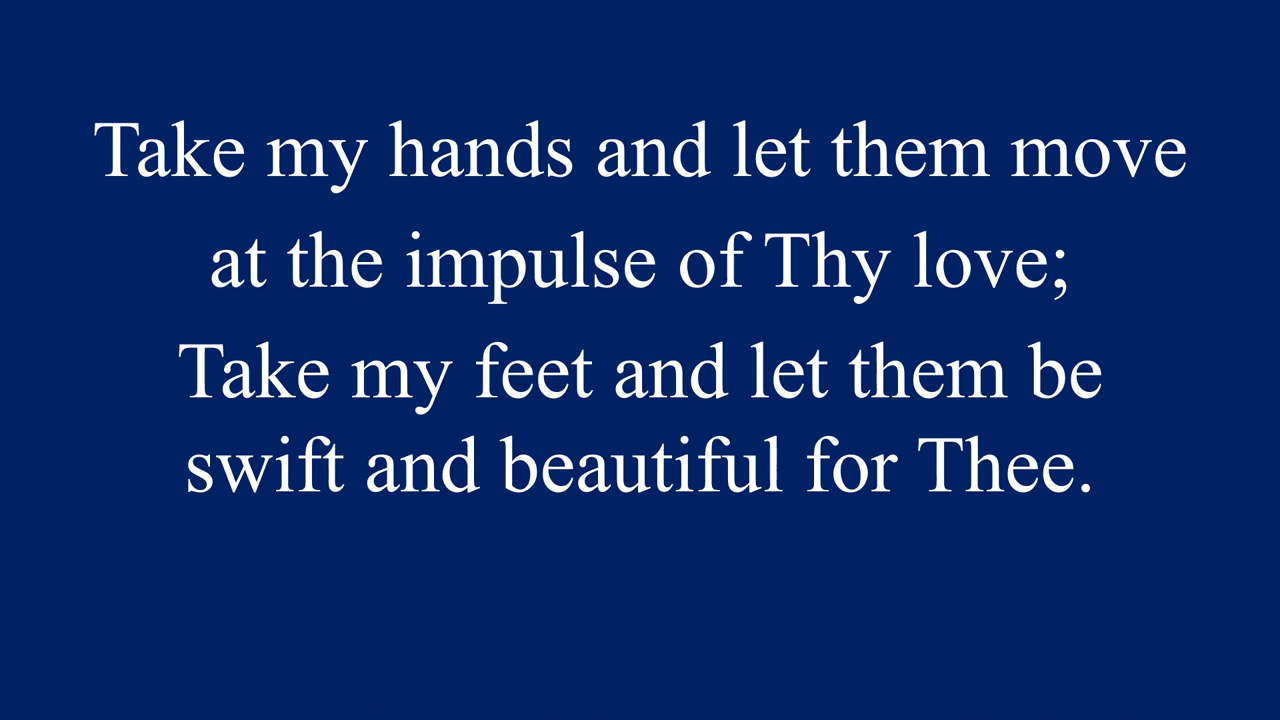 Take my hands and let them move
at the impulse of Thy love;
Take my feet and let them be
swift and beautiful for Thee.